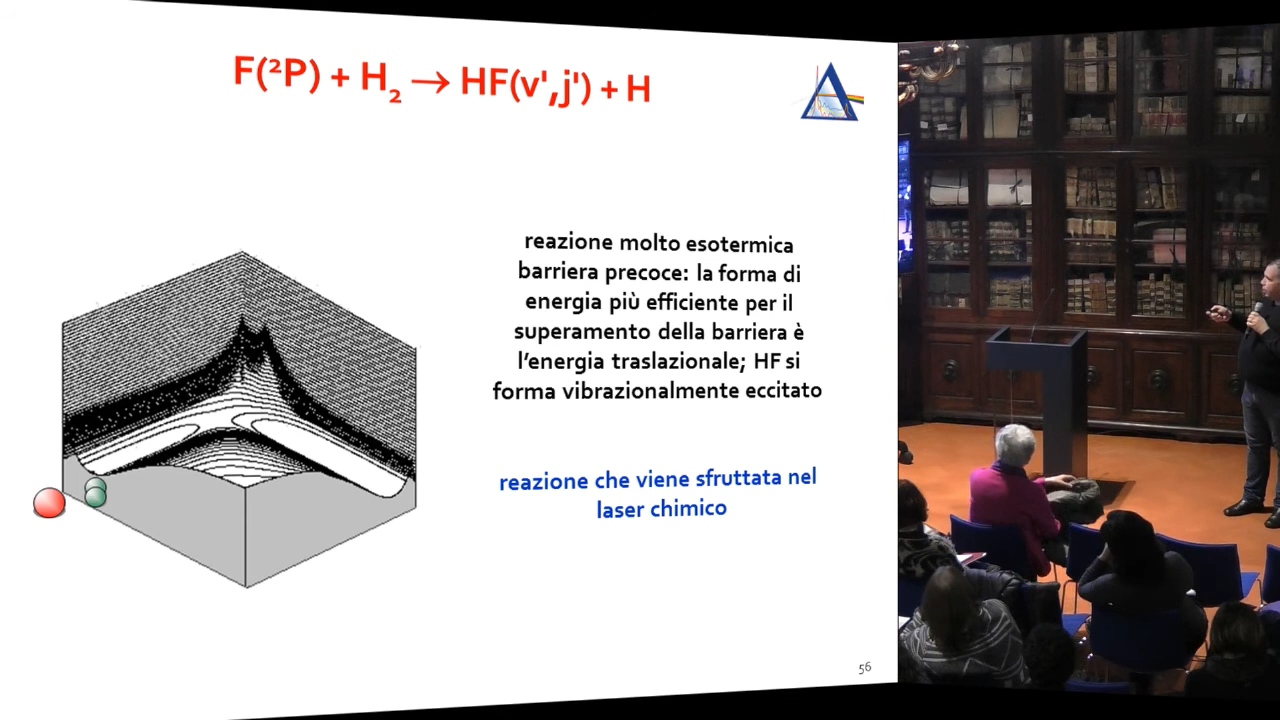 F(²P) + H₂ → HF(v',j') + H
reazione molto esotermica
barriera precoce: la forma di
energia più efficiente per il
superamento della barriera è
l'energia traslazionale; HF si
forma vibrazionalmente eccitato
reazione che viene sfruttata nel
laser chimico
56